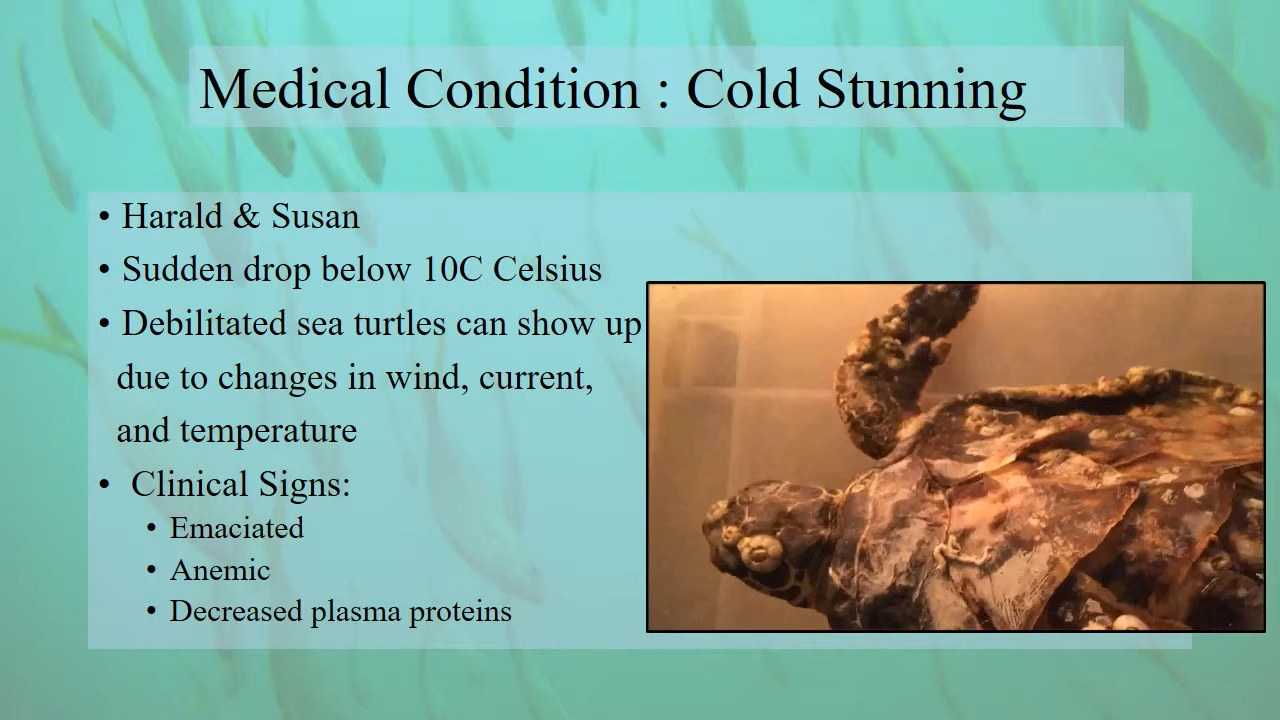 Medical Condition : Cold Stunning
• Harald & Susan
• Sudden drop below 10C Celsius
• Debilitated sea turtles can show up
due to changes in wind, current,
and temperature
• Clinical Signs:
• Emaciated
• Anemic
• Decreased plasma proteins